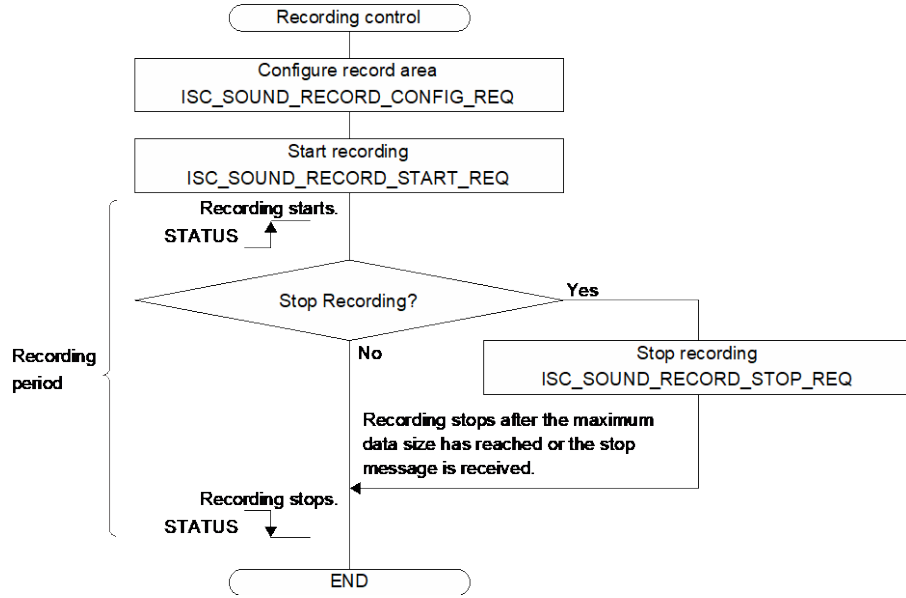 Recording control
Configure record area
ISC_SOUND_RECORD_CONFIG_REQ
Start recording
ISC_SOUND_RECORD_START_REQ
Recording starts.
STATUS
Stop Recording?
Yes
No
Recording
period
Stop recording
ISC_SOUND_RECORD_STOP_REQ
Recording stops after the maximum
data size has reached or the stop
message is received.
Recording stops.
STATUS
END